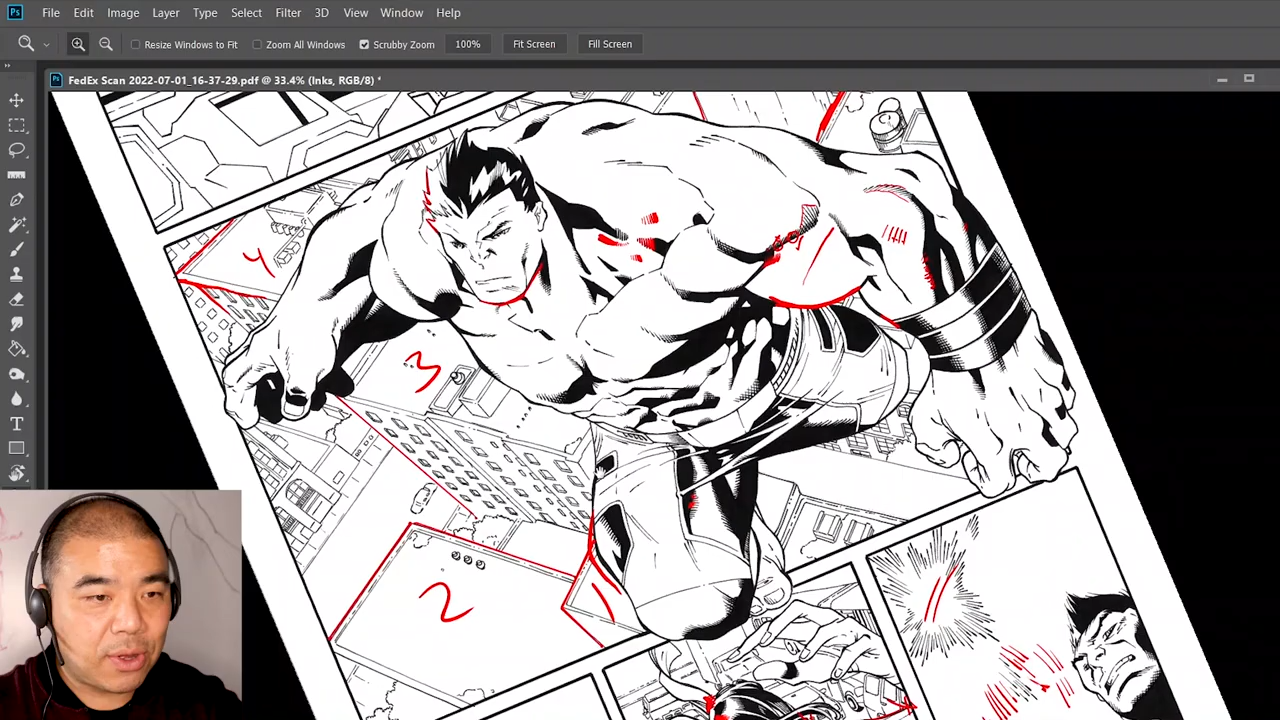 Ps File Edit Image Layer Type Select Filter 3D View Window Help
Resize Windows to Fit Zoom All Windows Scrubby Zoom 100% Fit Screen Fill Screen
Ps FedEx Scan 2022-07-01_16-37-29.pdf @ 33.4% (Inks, RGB/8) *
T
4
3
2
1